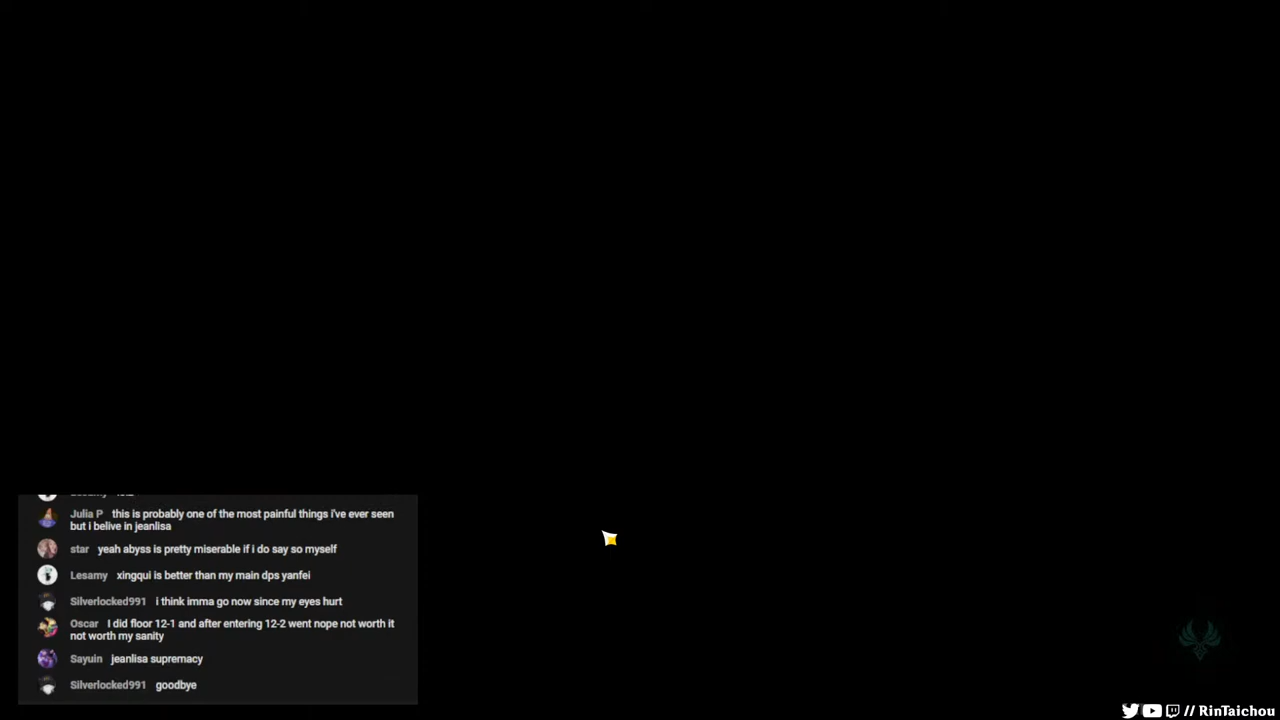 Julia P this is probably one of the most painful things i've ever seen
but i belive in jeanlisa
star yeah abyss is pretty miserable if i do say so myself
Lesamy xingqui is better than my main dps yanfei
Silverlocked991 i think imma go now since my eyes hurt
Oscar I did floor 12-1 and after entering 12-2 went nope not worth it
not worth my sanity
Sayuin jeanlisa supremacy
Silverlocked991 goodbye
// RinTaichou